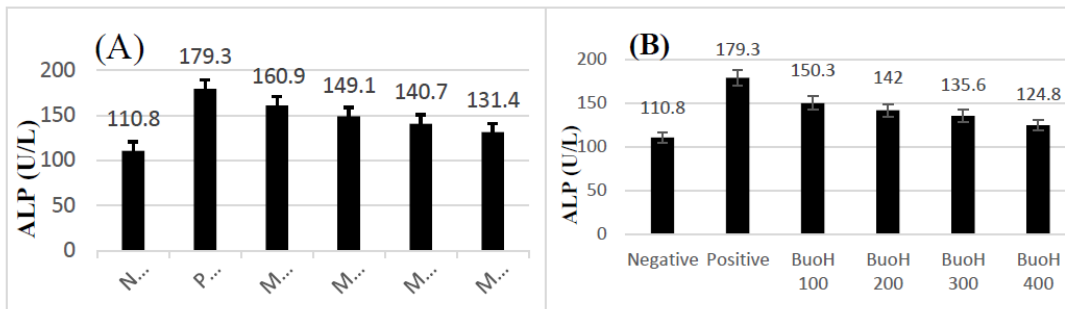 (A)
ALP (U/L)
200
150
100
50
0
110.8
179.3
160.9
149.1
140.7
131.4
N...
P...
M...
M...
M...
M...
(B)
ALP (U/L)
200
150
100
50
0
110.8
179.3
150.3
142
135.6
124.8
Negative Positive BuoH BuoH BuoH BuoH
100 200 300 400